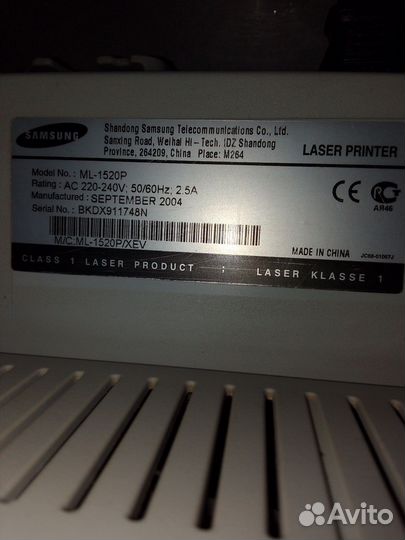 SAMSUNG
Shandong Samsung Telecommunications Co., Ltd.
Sanxing Road, Weihai Hi-Tech. IDZ Shandong
Province, 264209, China Place: M264
LASER PRINTER
Model No.: ML-1520P
Rating : AC 220-240V, 50/60Hz, 2.5A
Manufactured : SEPTEMBER 2004
Serial No.: BKDX911748N
CE
AЯ46
M/C:ML-1520P/XEV
MADE IN CHINA
CLASS 1 LASER PRODUCT : LASER KLASSE 1
Avito